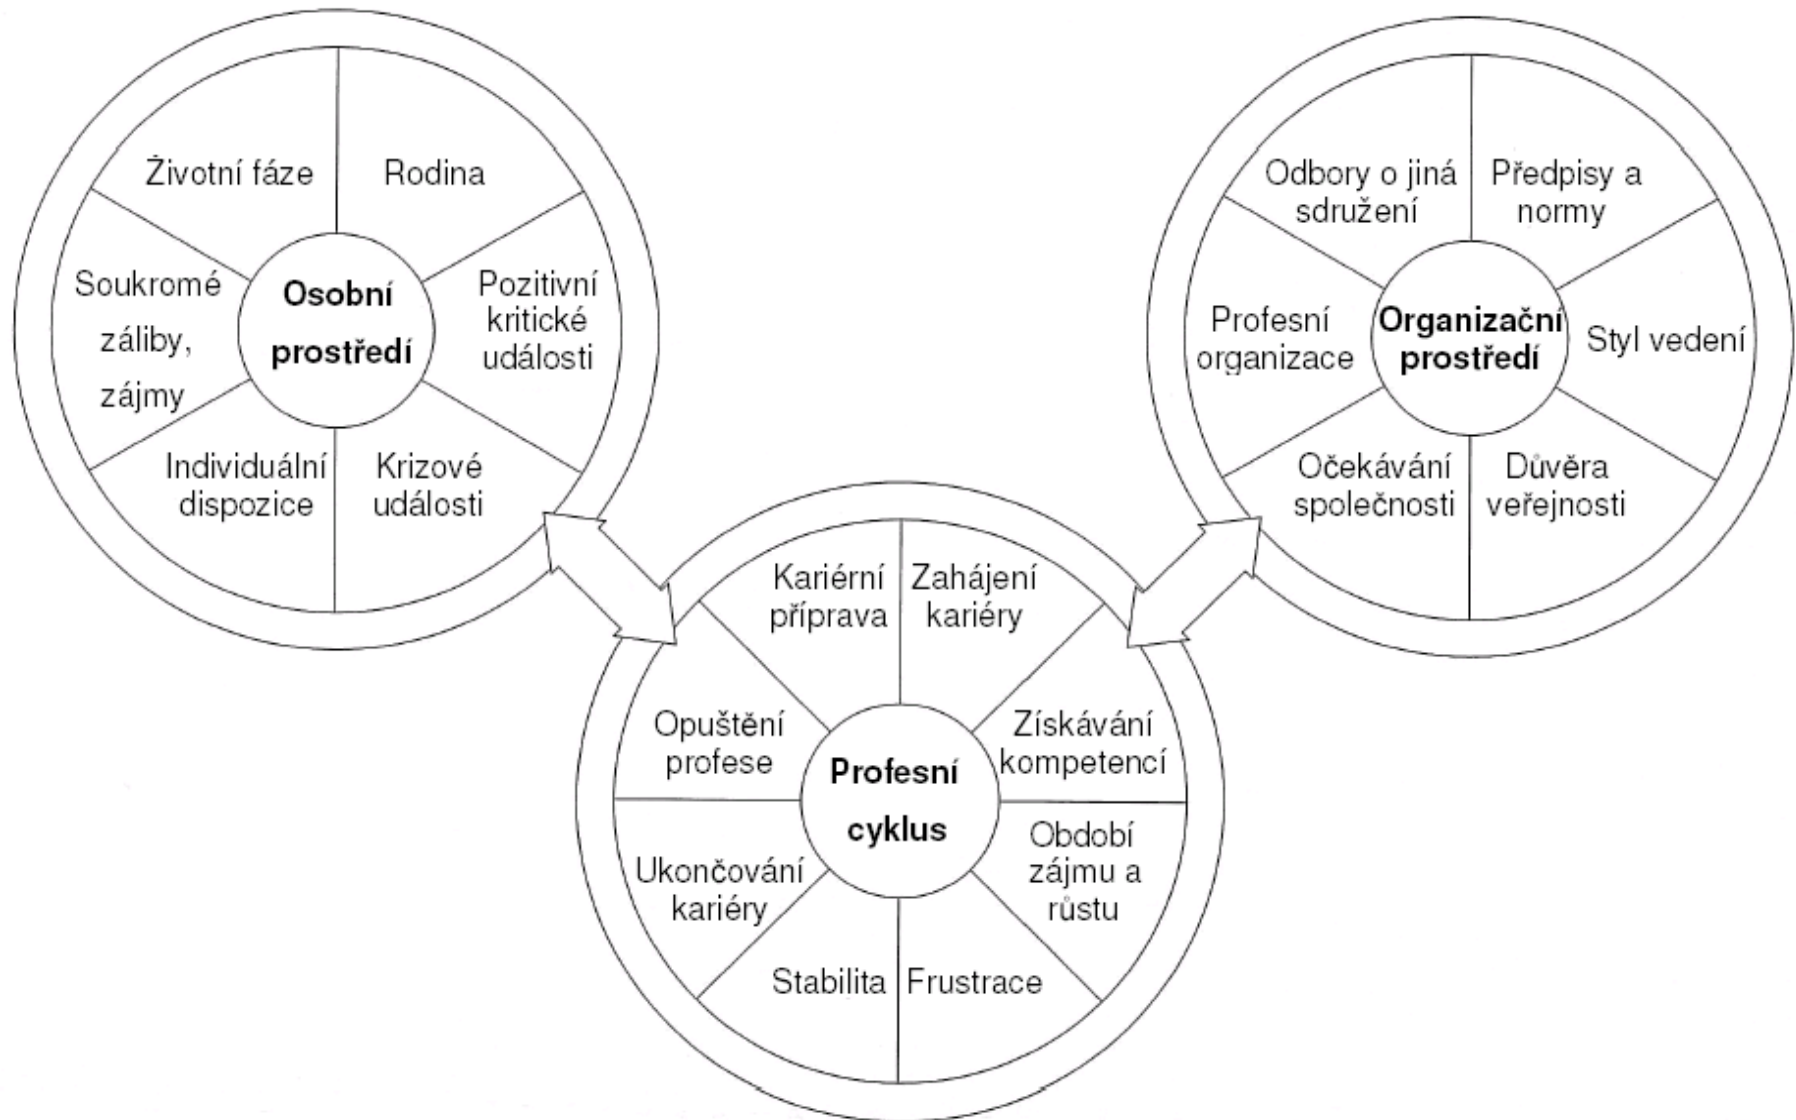 Životní fáze
Rodina
Pozitivní
kritické
události
Krizové
události
Individuální
dispozice
Soukromé
záliby,
zájmy
Osobní
prostředí
Odbory o jiná
sdružení
Předpisy a
normy
Styl vedení
Důvěra
veřejnosti
Očekávání
společnosti
Profesní
organizace
Organizační
prostředí
Kariérní
příprava
Zahájení
kariéry
Získávání
kompetencí
Období
zájmu a
růstu
Frustrace
Stabilita
Ukončování
kariéry
Opuštění
profese
Profesní
cyklus